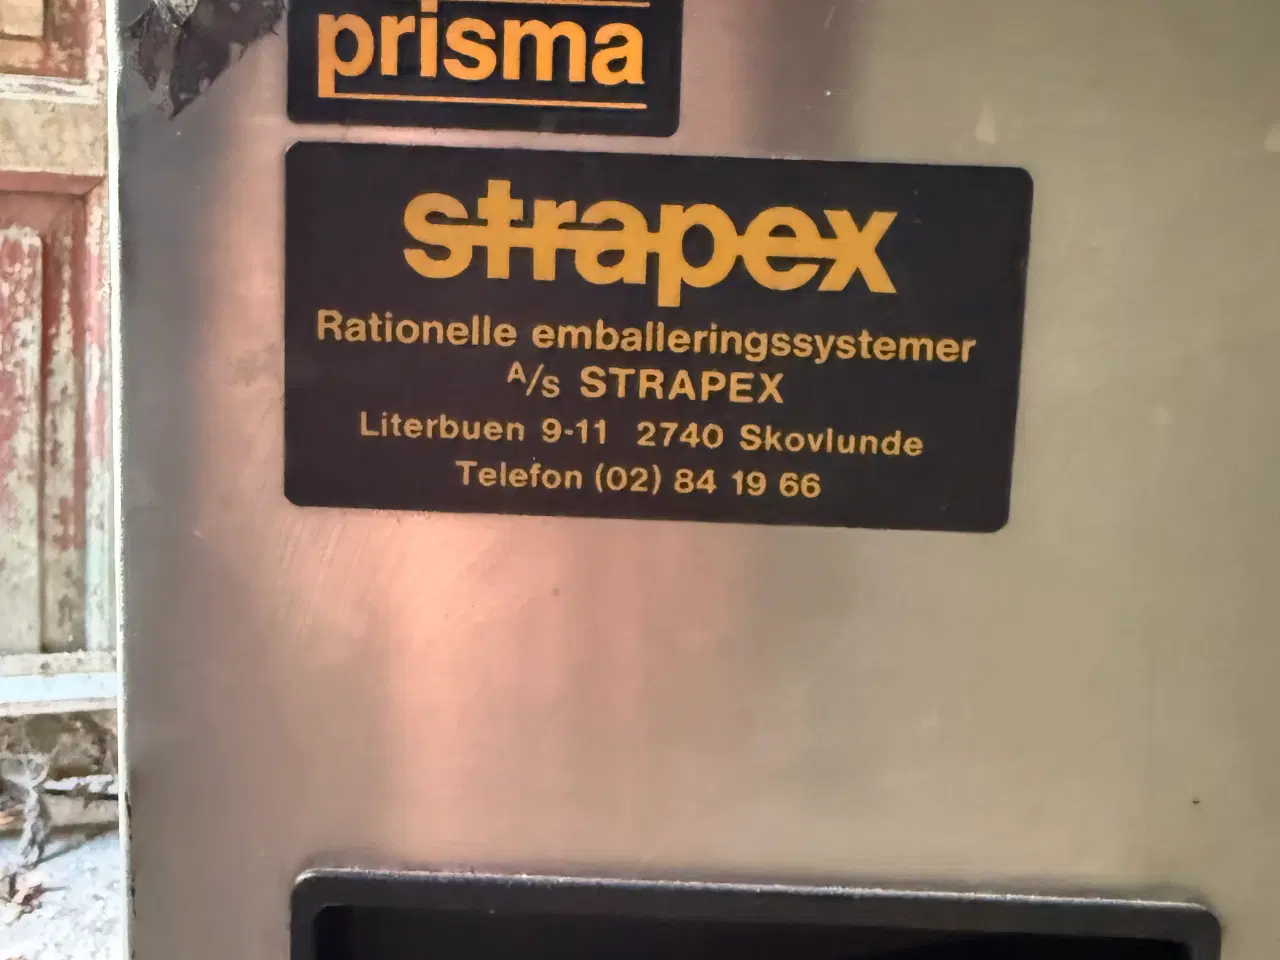 prisma
strapex
Rationelle emballeringssystemer
A/s STRAPEX
Literbuen 9-11 2740 Skovlunde
Telefon (02) 84 19 66